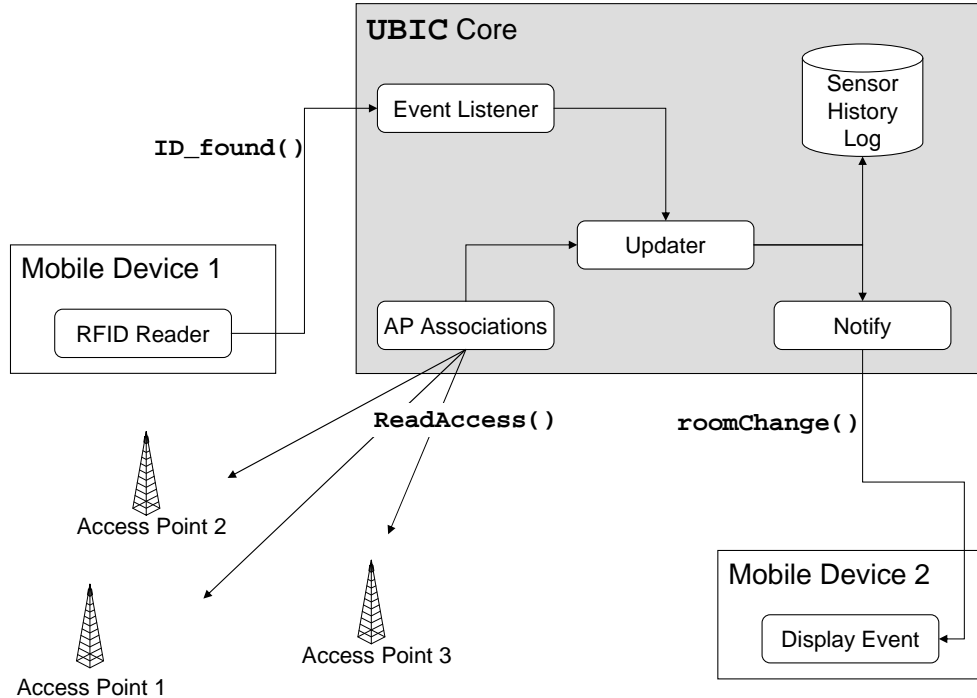 UBIC Core
Event Listener
Sensor
History
Log
ID_found()
Updater
Mobile Device 1
RFID Reader
AP Associations
Notify
ReadAccess()
roomChange()
Access Point 2
Mobile Device 2
Display Event
Access Point 3
Access Point 1